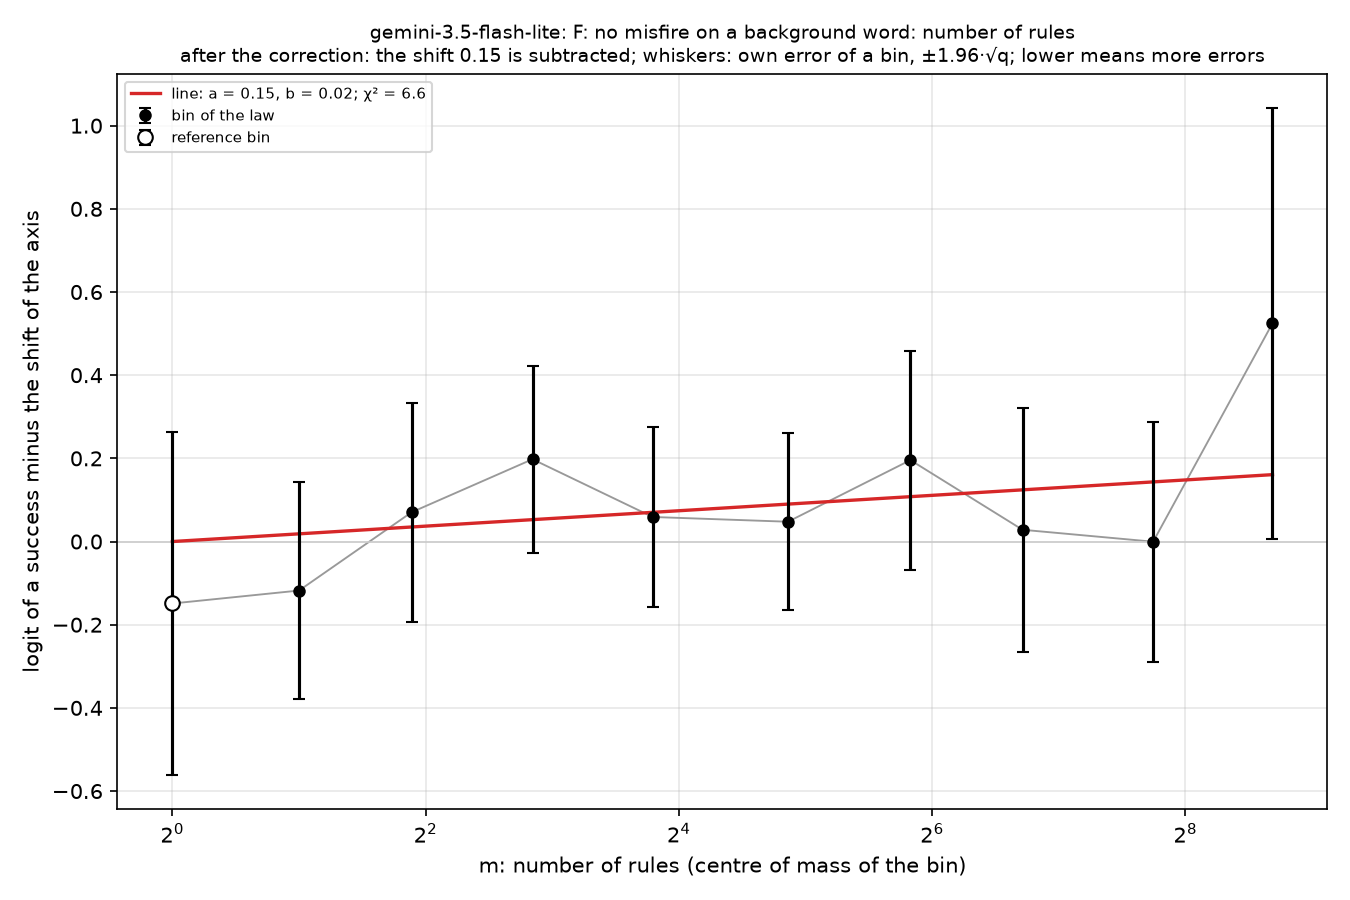 gemini-3.5-flash-lite: F: no misfire on a background word: number of rules
after the correction: the shift 0.15 is subtracted; whiskers: own error of a bin, ±1.96·√q; lower means more errors
line: a = 0.15, b = 0.02; χ² = 6.6
bin of the law
reference bin
logit of a success minus the shift of the axis
1.0
0.8
0.6
0.4
0.2
0.0
−0.2
−0.4
−0.6
2⁰
2²
2⁴
2⁶
2⁸
m: number of rules (centre of mass of the bin)